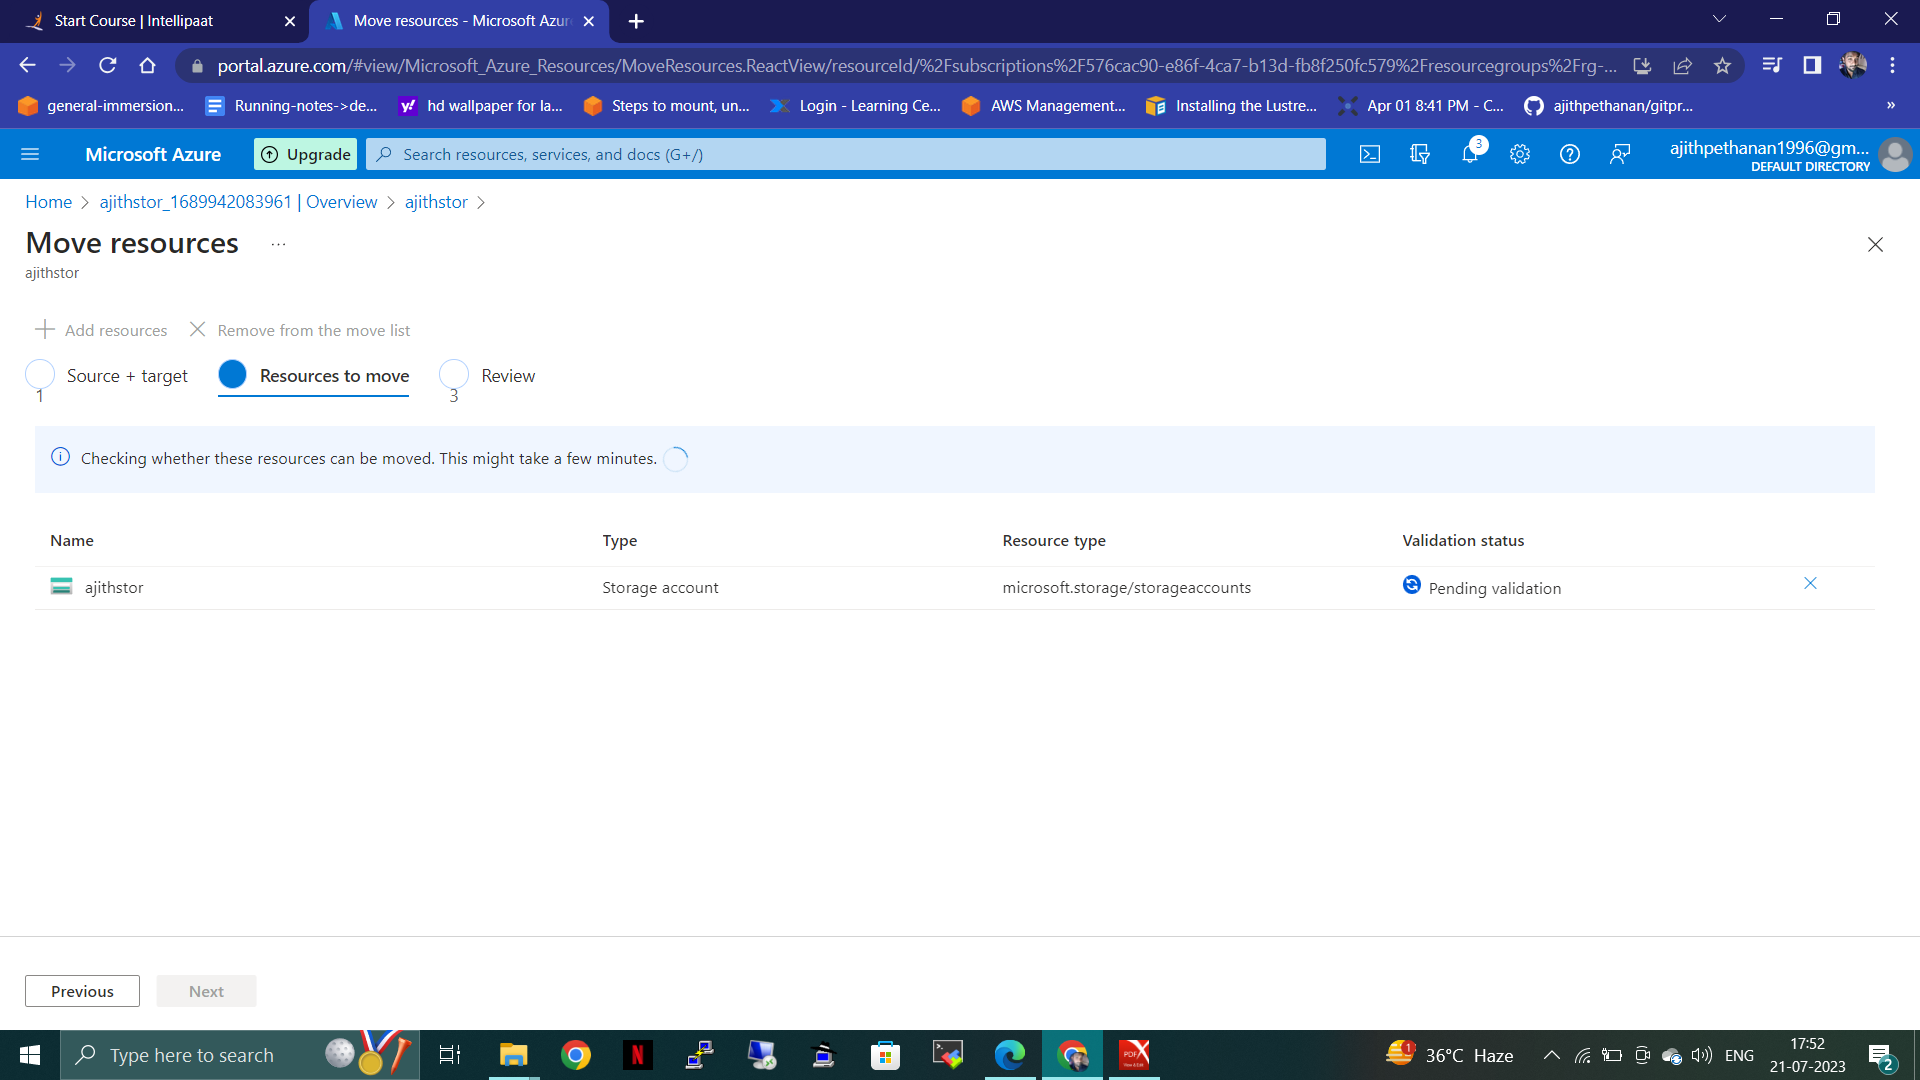 Start Course | Intellipaat
Move resources - Microsoft Azur
portal.azure.com/#view/Microsoft_Azure_Resources/MoveResources.ReactView/resourceId/%2Fsubscriptions%2F576cac90-e86f-4ca7-b13d-fb8f250fc579%2Fresourcegroups%2Frg-...
general-immersion...
Running-notes->de...
hd wallpaper for la...
Steps to mount, un...
Login - Learning Ce...
AWS Management...
Installing the Lustre...
Apr 01 8:41 PM - C...
ajithpethanan/gitpr...
»
Microsoft Azure
Upgrade
Search resources, services, and docs (G+/)
3
ajithpethanan1996@gm...
DEFAULT DIRECTORY
Home > ajithstor_1689942083961 | Overview > ajithstor >
Move resources ...
ajithstor
Add resources
Remove from the move list
1 Source + target
Resources to move
3 Review
Checking whether these resources can be moved. This might take a few minutes.
Name Type Resource type Validation status
ajithstor Storage account microsoft.storage/storageaccounts Pending validation
Previous
Next
Type here to search
N
PDF
1
36°C Haze
ENG
17:52
21-07-2023
2